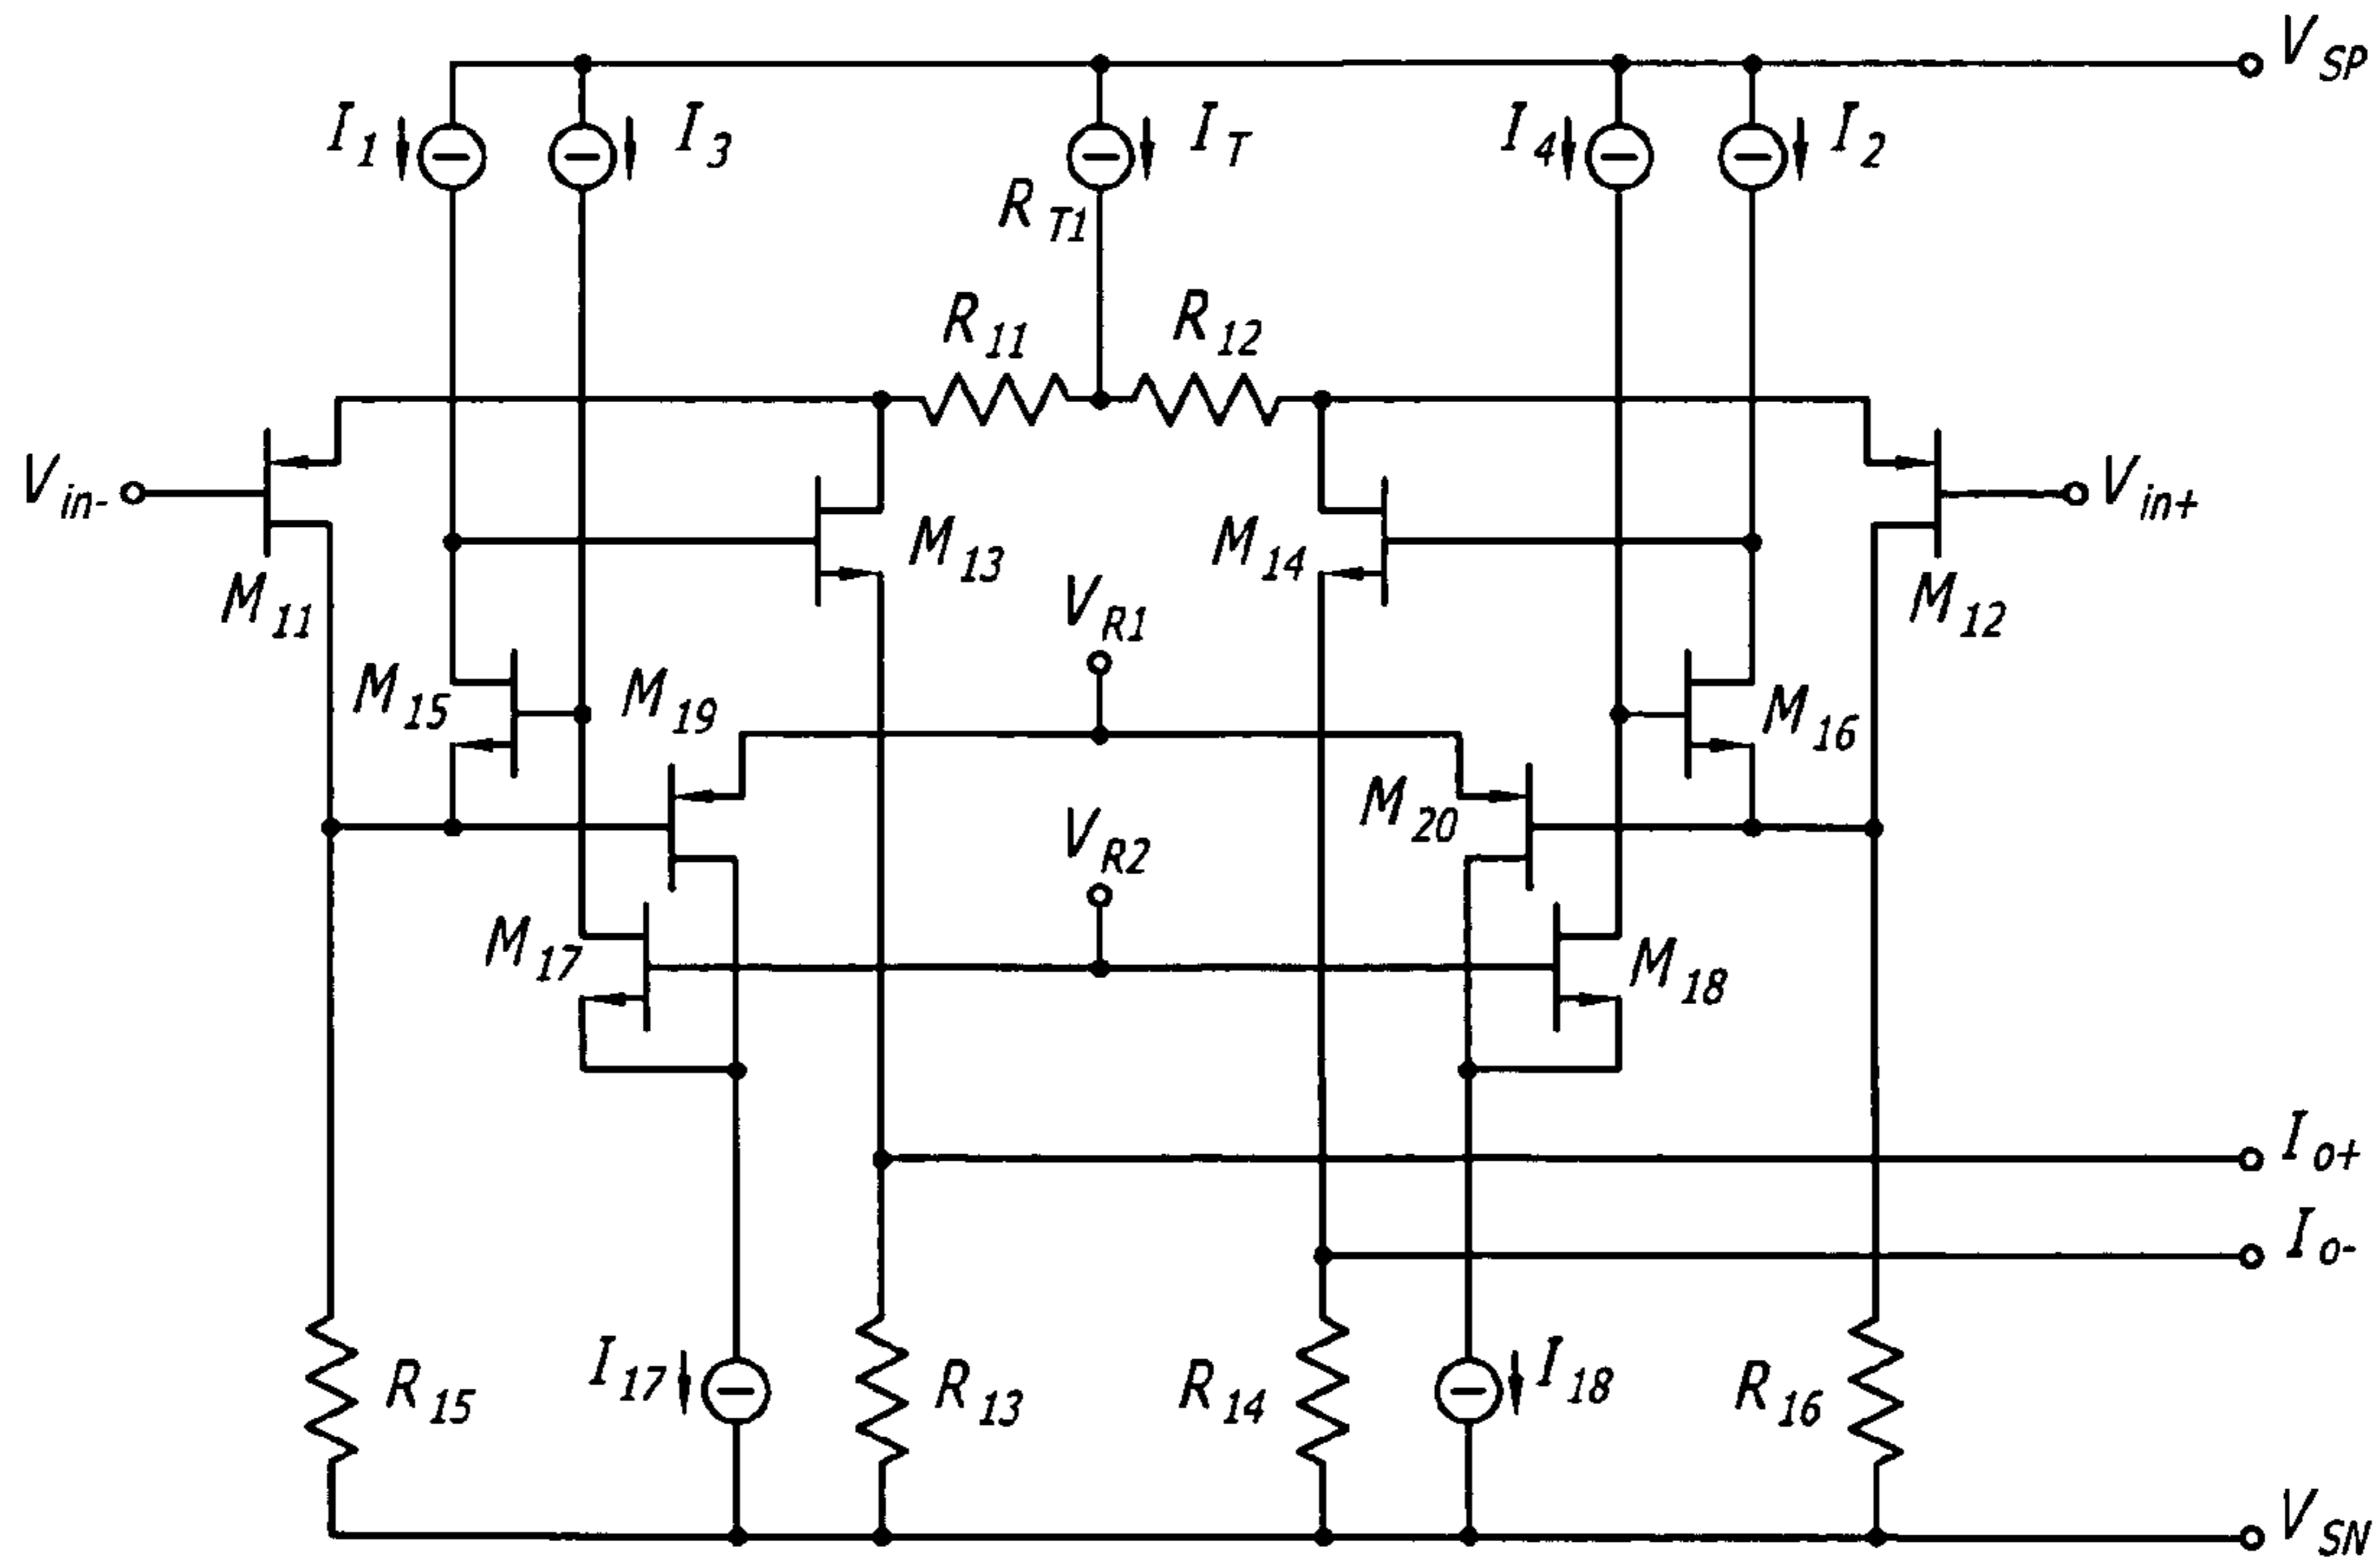 V_SP
I_1
I_3
I_T
I_4
I_2
R_T1
R_11
R_12
V_in-
V_in+
M_11
M_13
M_14
M_12
V_R1
M_15
M_19
M_16
M_20
V_R2
M_17
M_18
I_o+
I_o-
R_15
I_17
R_13
R_14
I_18
R_16
V_SN